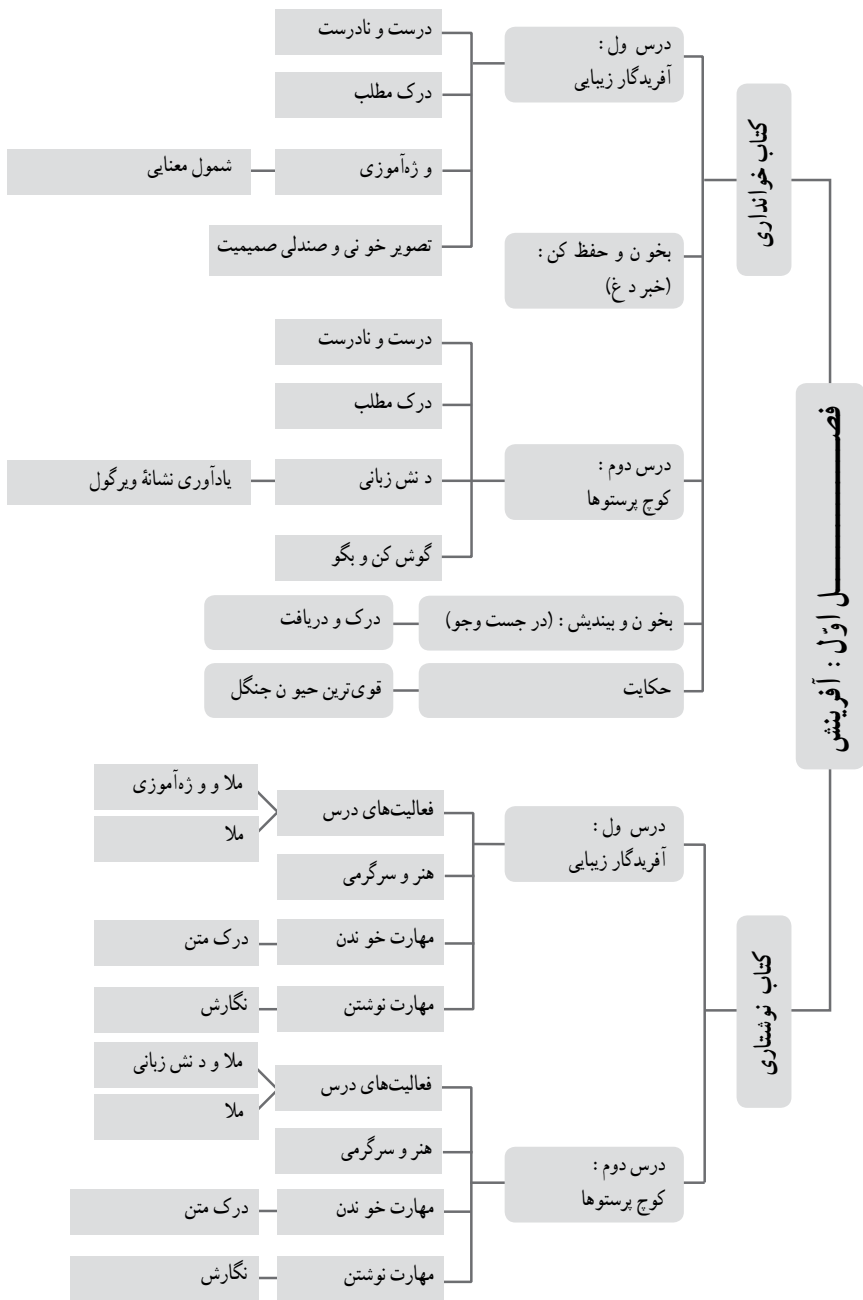 فصل اوّل : آفرینش
کتاب خوانداری
درس ول :
آفریدگار زیبایی
درست و نادرست
درک مطلب
و ژه‌آموزی
شمول معنایی
تصویر خو نی و صندلی صمیمیت
بخو ن و حفظ کن :
(خبر د غ)
درس دوم :
کوچ پرستوها
درست و نادرست
درک مطلب
د نش زبانی
یادآوری نشانهٔ ویرگول
گوش کن و بگو
بخو ن و بیندیش : (در جست وجو)
درک و دریافت
حکایت
قوی‌ترین حیو ن جنگل
کتاب نوشتاری
درس ول :
آفریدگار زیبایی
فعالیت‌های درس
ملا و و ژه‌آموزی
ملا
هنر و سرگرمی
مهارت خو ندن
درک متن
مهارت نوشتن
نگارش
درس دوم :
کوچ پرستوها
فعالیت‌های درس
ملا و د نش زبانی
ملا
هنر و سرگرمی
مهارت خو ندن
درک متن
مهارت نوشتن
نگارش